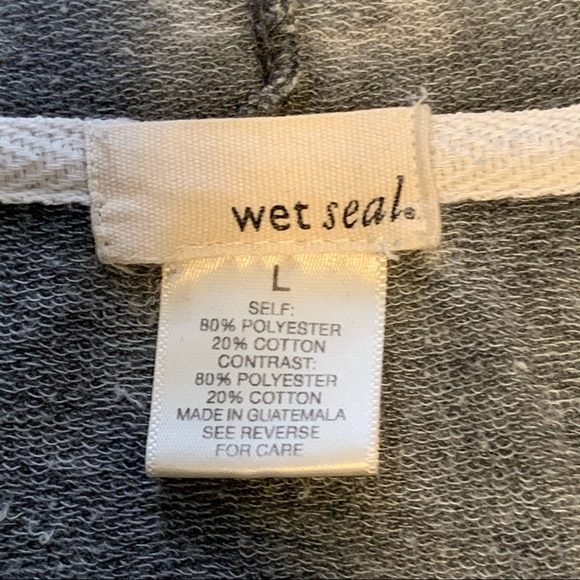 wet seal.
L
SELF:
80% POLYESTER
20% COTTON
CONTRAST:
80% POLYESTER
20% COTTON
MADE IN GUATEMALA
SEE REVERSE
FOR CARE